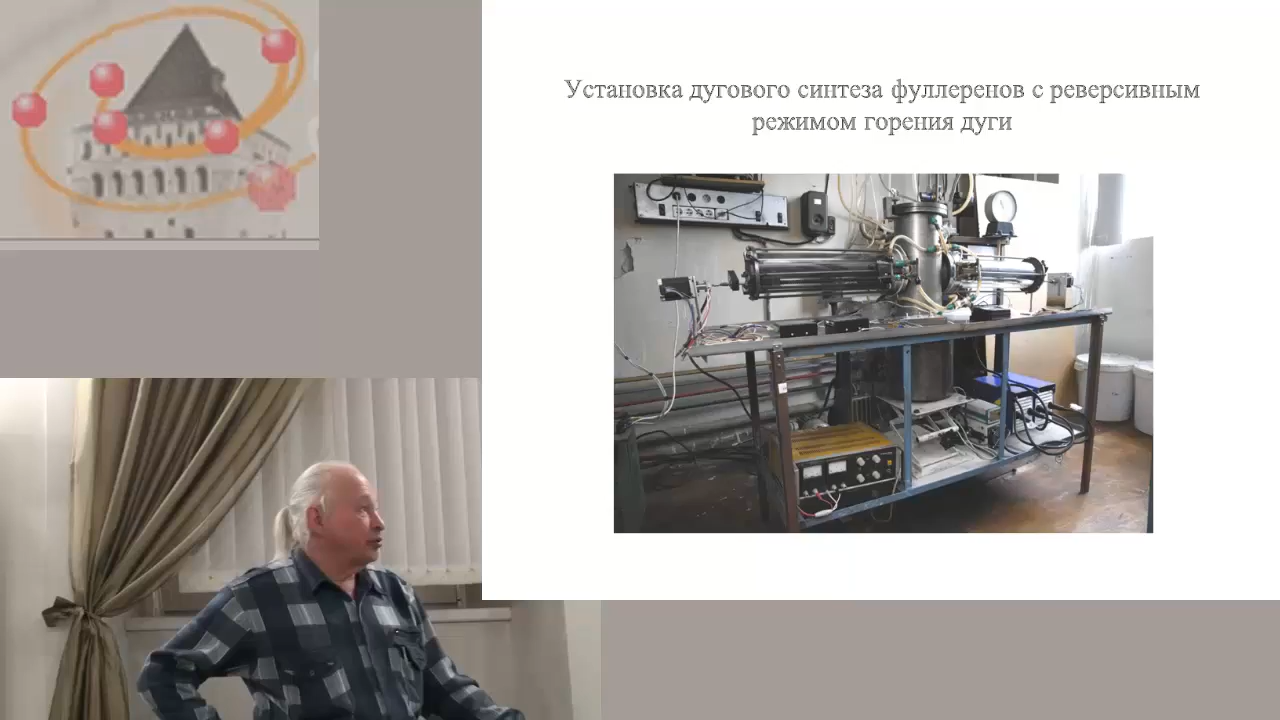 Установка дугового синтеза фуллеренов с реверсивным
режимом горения дуги